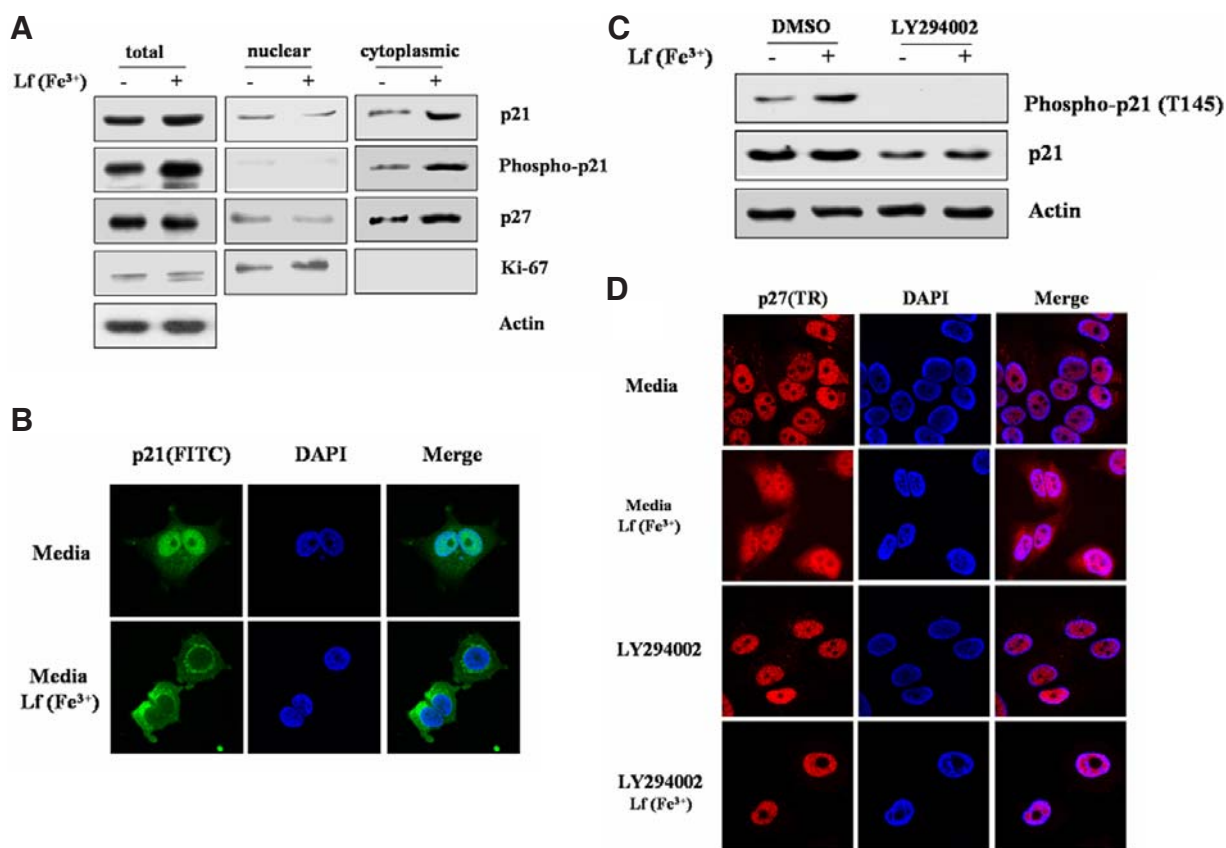 A
total nuclear cytoplasmic
Lf (Fe³⁺) - + - + - +
p21
Phospho-p21
p27
Ki-67
Actin
B
p21(FITC) DAPI Merge
Media
Media
Lf (Fe³⁺)
C
DMSO LY294002
Lf (Fe³⁺) - + - +
Phospho-p21 (T145)
p21
Actin
D
p27(TR) DAPI Merge
Media
Media
Lf (Fe³⁺)
LY294002
LY294002
Lf (Fe³⁺)